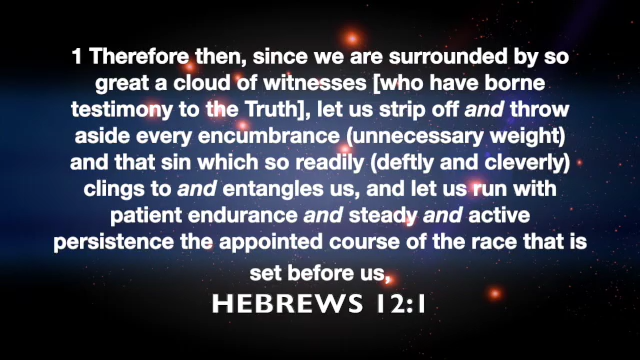 1 Therefore then, since we are surrounded by so
great a cloud of witnesses [who have borne
testimony to the Truth], let us strip off and throw
aside every encumbrance (unnecessary weight)
and that sin which so readily (deftly and cleverly)
clings to and entangles us, and let us run with
patient endurance and steady and active
persistence the appointed course of the race that is
set before us,
HEBREWS 12:1